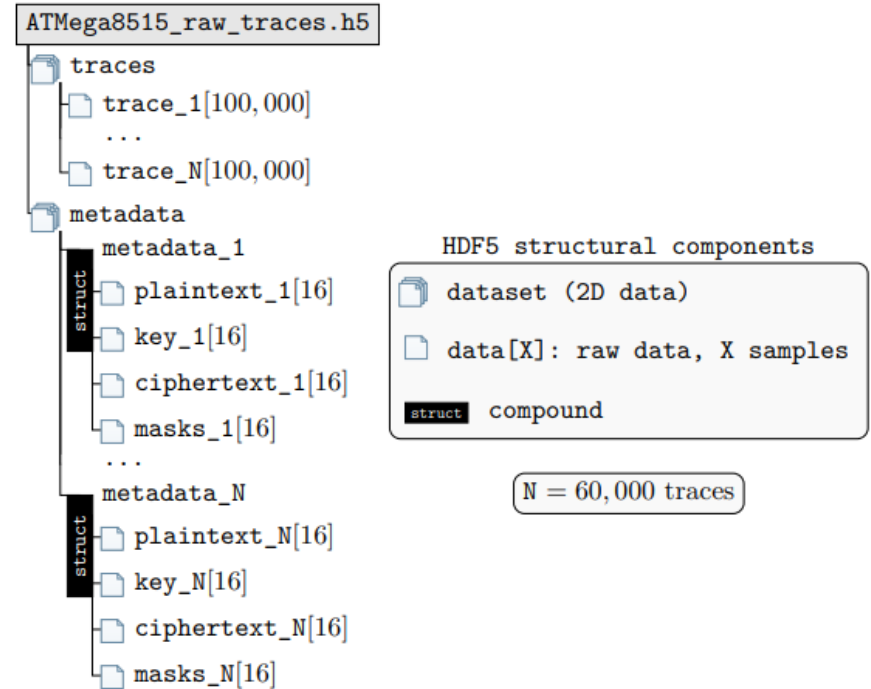 ATMega8515_raw_traces.h5
traces
trace_1[100,000]
...
trace_N[100,000]
metadata
metadata_1
struct
plaintext_1[16]
key_1[16]
ciphertext_1[16]
masks_1[16]
...
metadata_N
struct
plaintext_N[16]
key_N[16]
ciphertext_N[16]
masks_N[16]
HDF5 structural components
dataset (2D data)
data[X]: raw data, X samples
struct compound
N = 60,000 traces